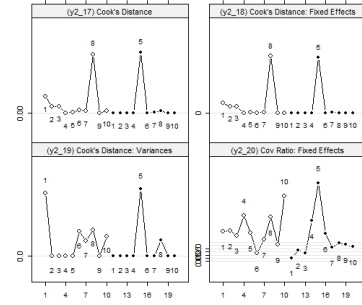 (y2_17) Cook's Distance
(y2_18) Cook's Distance: Fixed Effects
8 5
8 5
0.00 1 2 3 4 5 6 7 9 10 1 2 3 4 6 7 8 9 10
0 1 2 3 4 5 6 7 9 10 1 2 3 4 6 7 8 9 10
(y2_19) Cook's Distance: Variances
(y2_20) Cov Ratio: Fixed Effects
1 5
5
4 10
0.0 2 3 4 5 6 7 8 9 10 1 2 3 4 6 7 8 9 10
1 2 3 5 6 7 8 9 1 2 3 4 6 7 8 9 10
1 4 7 10 13 16 19
1 4 7 10 13 16 19